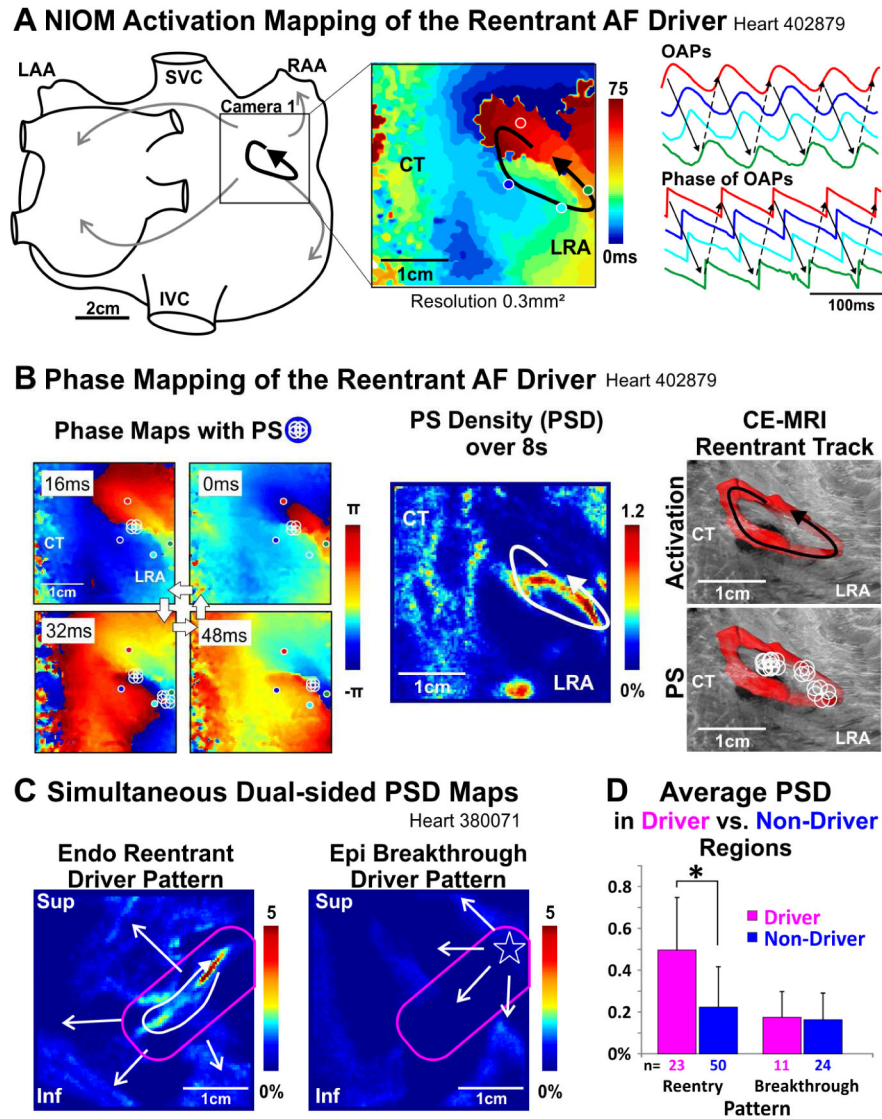 A NIOM Activation Mapping of the Reentrant AF Driver Heart 402879
LAA
SVC
RAA
Camera 1
IVC
2cm
CT
LRA
1cm
Resolution 0.3mm²
75
0ms
OAPs
Phase of OAPs
100ms
B Phase Mapping of the Reentrant AF Driver Heart 402879
Phase Maps with PS
16ms
0ms
CT
LRA
1cm
32ms
48ms
π
-π
PS Density (PSD)
over 8s
CT
1cm
LRA
1.2
0%
CE-MRI
Reentrant Track
Activation
CT
1cm
LRA
PS
CT
1cm
LRA
C Simultaneous Dual-sided PSD Maps
Heart 380071
Endo Reentrant
Driver Pattern
Sup
Inf
1cm
5
0%
Epi Breakthrough
Driver Pattern
Sup
Inf
1cm
5
0%
D Average PSD
in Driver vs. Non-Driver
Regions
0.8
0.6
0.4
0.2
0%
*
Driver
Non-Driver
n= 23 50 11 24
Reentry Breakthrough
Pattern